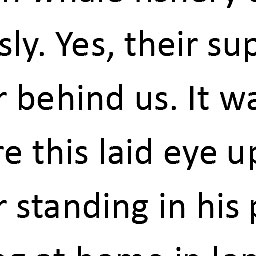 sly. Yes, their sup
r behind us. It wa
re this laid eye up
r standing in his p